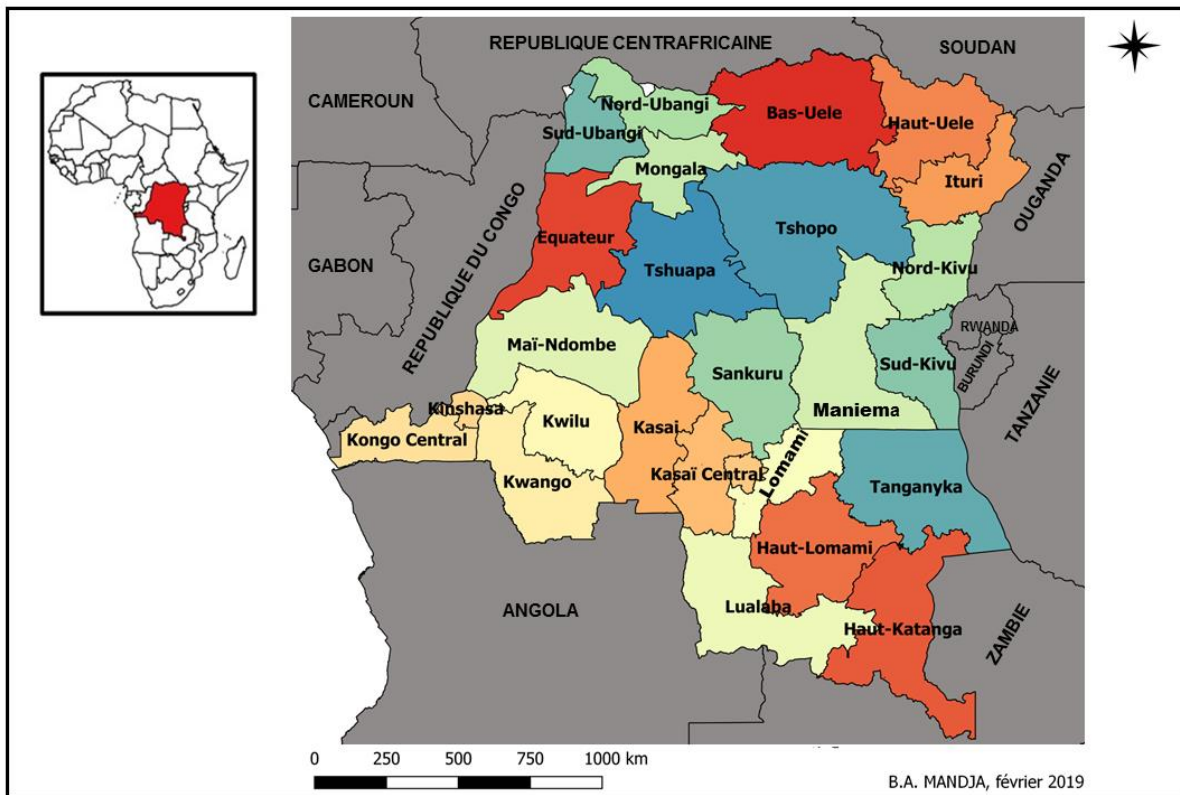 REPUBLIQUE CENTRAFRICAINE
SOUDAN
CAMEROUN
Nord-Ubangi
Bas-Uele
Haut-Uele
Sud-Ubangi
Mongala
Ituri
OUGANDA
Equateur
Tshopo
GABON
REPUBLIQUE DU CONGO
Tshuapa
Nord-Kivu
RWANDA
Maï-Ndombe
Sankuru
Sud-Kivu
BURUNDI
TANZANIE
Kinshasa
Maniema
Kwilu
Kasai
Kongo Central
Lomami
Kasaï Central
Kwango
Tanganyka
Haut-Lomami
ANGOLA
Lualaba
Haut-Katanga
ZAMBIE
0 250 500 750 1000 km
B.A. MANDJA, février 2019